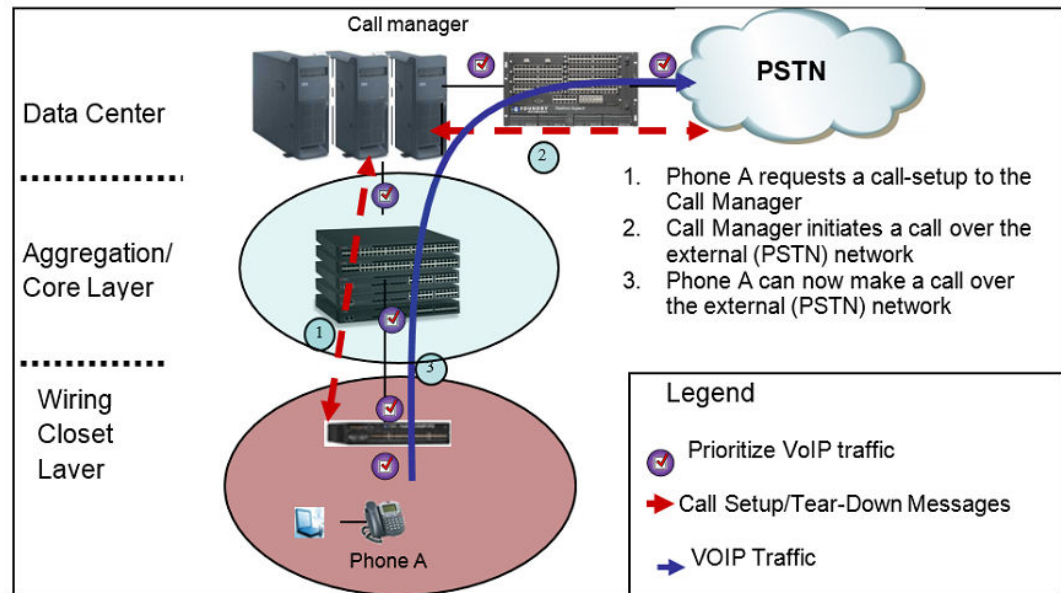 Call manager
PSTN
Data Center
2
1. Phone A requests a call-setup to the
Call Manager
2. Call Manager initiates a call over the
external (PSTN) network
3. Phone A can now make a call over
the external (PSTN) network
Aggregation/
Core Layer
1
3
Wiring
Closet
Laver
Phone A
Legend
Prioritize VoIP traffic
Call Setup/Tear-Down Messages
VOIP Traffic